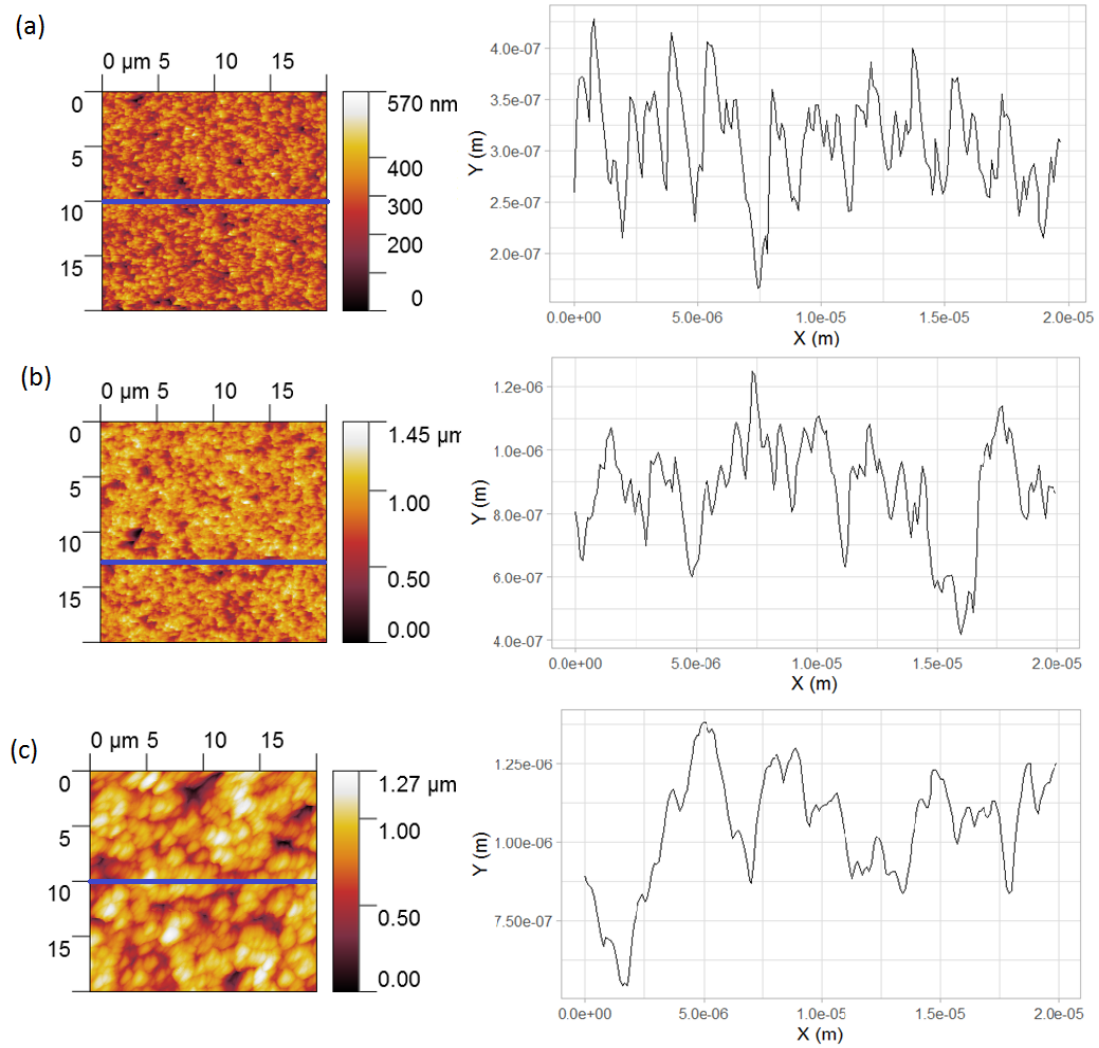 (a)
0 µm 5 10 15
0
5
10
15
570 nm
400
300
200
0
Y (m)
4.0e-07
3.5e-07
3.0e-07
2.5e-07
2.0e-07
0.0e+00 5.0e-06 1.0e-05 1.5e-05 2.0e-05
X (m)
(b)
0 µm 5 10 15
0
5
10
15
1.45 µm
1.00
0.50
0.00
Y (m)
1.2e-06
1.0e-06
8.0e-07
6.0e-07
4.0e-07
0.0e+00 5.0e-06 1.0e-05 1.5e-05 2.0e-05
X (m)
(c)
0 µm 5 10 15
0
5
10
15
1.27 µm
1.00
0.50
0.00
Y (m)
1.25e-06
1.00e-06
7.50e-07
0.0e+00 5.0e-06 1.0e-05 1.5e-05 2.0e-05
X (m)